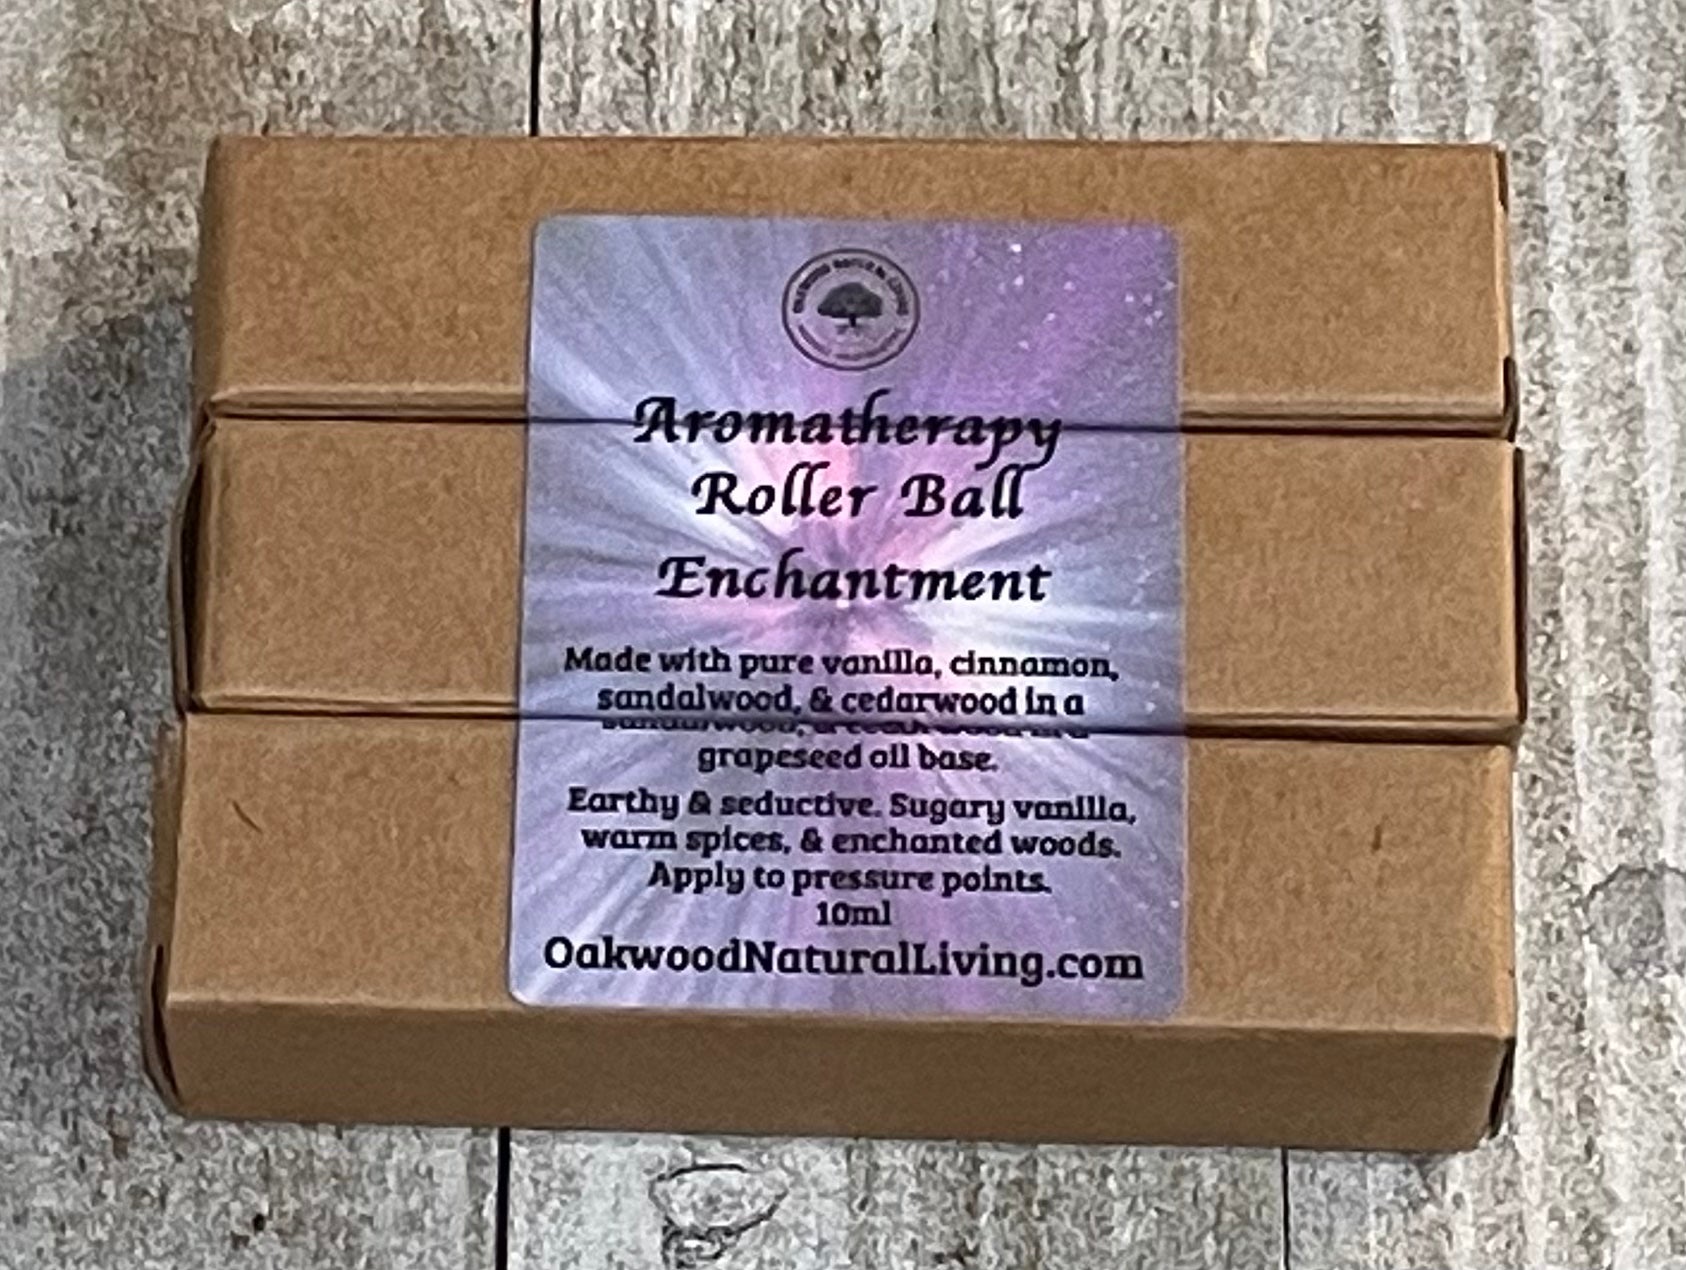 Aromatherapy
Roller Ball
Enchantment
Made with pure vanilla, cinnamon,
sandalwood, & cedarwood in a
grapeseed oil base.
Earthy & seductive. Sugary vanilla,
warm spices, & enchanted woods.
Apply to pressure points.
10ml
OakwoodNaturalLiving.com